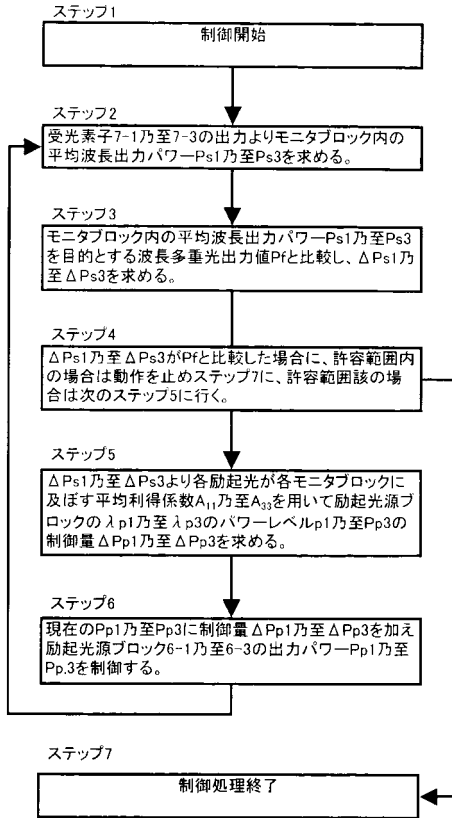 ステップ1
制御開始
ステップ2
受光素子7-1乃至7-3の出力よりモニタブロック内の
平均波長出力パワーPs1乃至Ps3を求める。
ステップ3
モニタブロック内の平均波長出力パワーPs1乃至Ps3
を目的とする波長多重光出力値Pfと比較し、△Ps1乃
至△Ps3を求める。
ステップ4
△Ps1乃至△Ps3がPfと比較した場合に、許容範囲内
の場合は動作を止めステップ7に、許容範囲該の場
合は次のステップ5に行く。
ステップ5
△Ps1乃至△Ps3より各励起光が各モニタブロックに
及ぼす平均利得係数A₁₁乃至A₃₃を用いて励起光源ブ
ロックのλp1乃至λp3のパワーレベルp1乃至Pp3の
制御量△Pp1乃至△Pp3を求める。
ステップ6
現在のPp1乃至Pp3に制御量△Pp1乃至△Pp3を加え
励起光源ブロック6-1乃至6-3の出力パワーPp1乃至
Pp.3を制御する。
ステップ7
制御処理終了